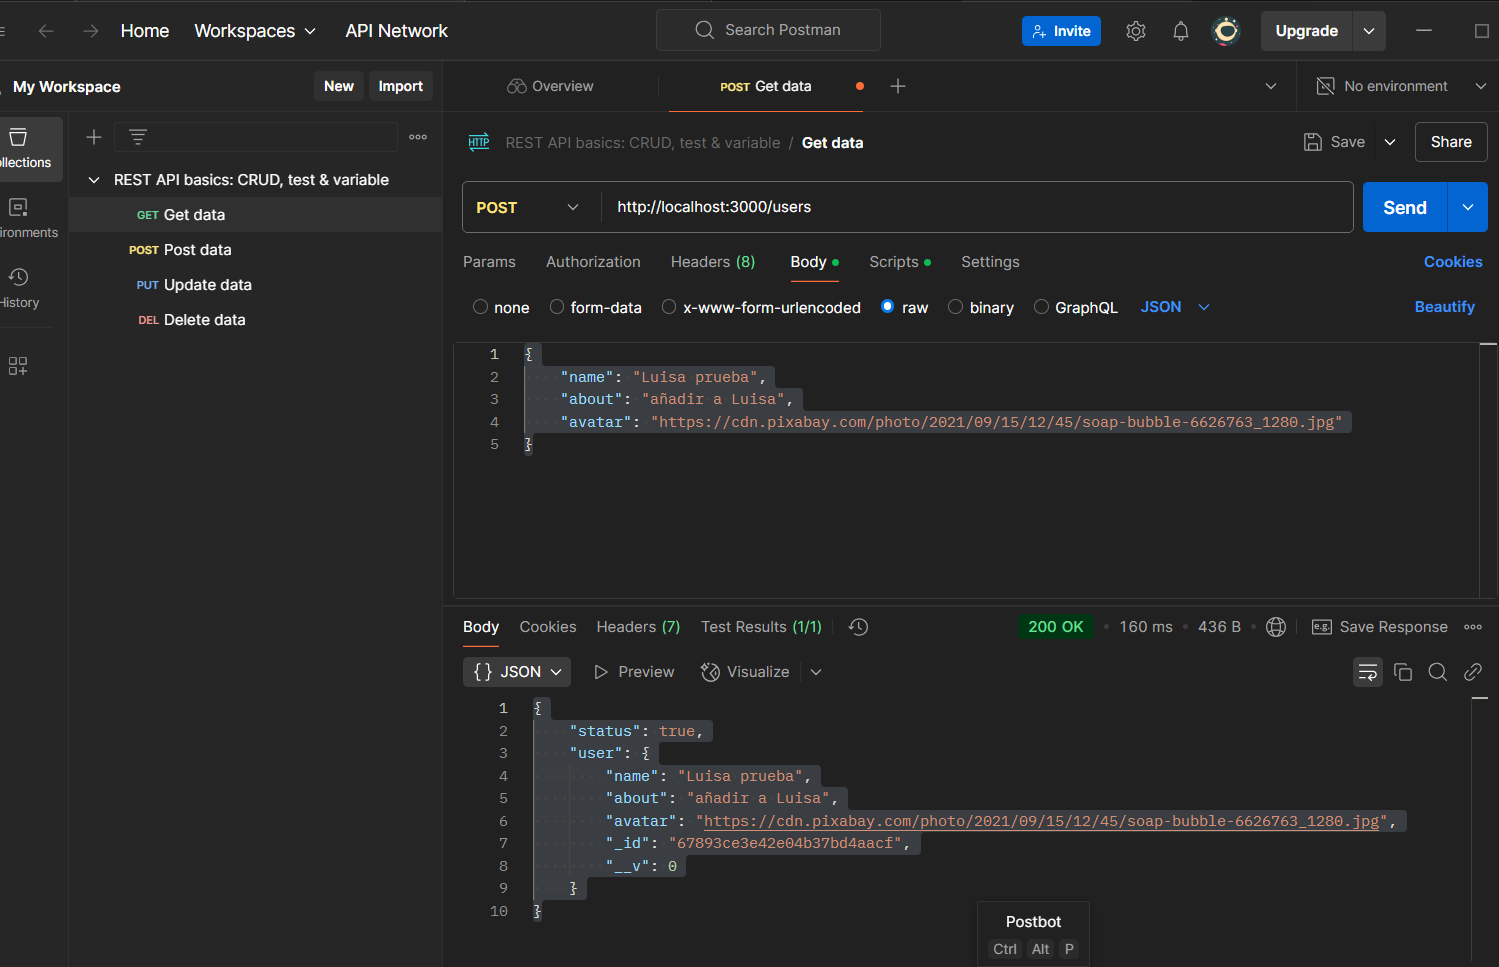 Home Workspaces API Network Search Postman Invite Upgrade
My Workspace New Import Overview POST Get data No environment
REST API basics: CRUD, test & variable / Get data Save Share
llections
REST API basics: CRUD, test & variable
GET Get data
POST Post data
PUT Update data
DEL Delete data
ironments
History
POST http://localhost:3000/users Send
Params Authorization Headers (8) Body Scripts Settings Cookies
none form-data x-www-form-urlencoded raw binary GraphQL JSON Beautify
1 {
2 "name": "Luisa prueba",
3 "about": "añadir a Luisa",
4 "avatar": "https://cdn.pixabay.com/photo/2021/09/15/12/45/soap-bubble-6626763_1280.jpg"
5 }
Body Cookies Headers (7) Test Results (1/1) 200 OK • 160 ms • 436 B • e.g. Save Response
{} JSON Preview Visualize
1 {
2 "status": true,
3 "user": {
4 "name": "Luisa prueba",
5 "about": "añadir a Luisa",
6 "avatar": "https://cdn.pixabay.com/photo/2021/09/15/12/45/soap-bubble-6626763_1280.jpg",
7 "_id": "67893ce3e42e04b37bd4aacf",
8 "__v": 0
9 }
10 }
Postbot
Ctrl Alt P